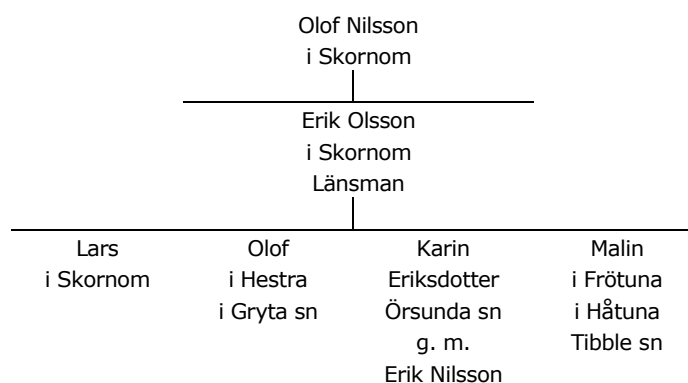 Olof Nilsson
i Skornom
Erik Olsson
i Skornom
Länsman
Lars
i Skornom
Olof
i Hestra
i Gryta sn
Karin
Eriksdotter
Örsunda sn
g. m.
Erik Nilsson
Malin
i Frötuna
i Håtuna
Tibble sn